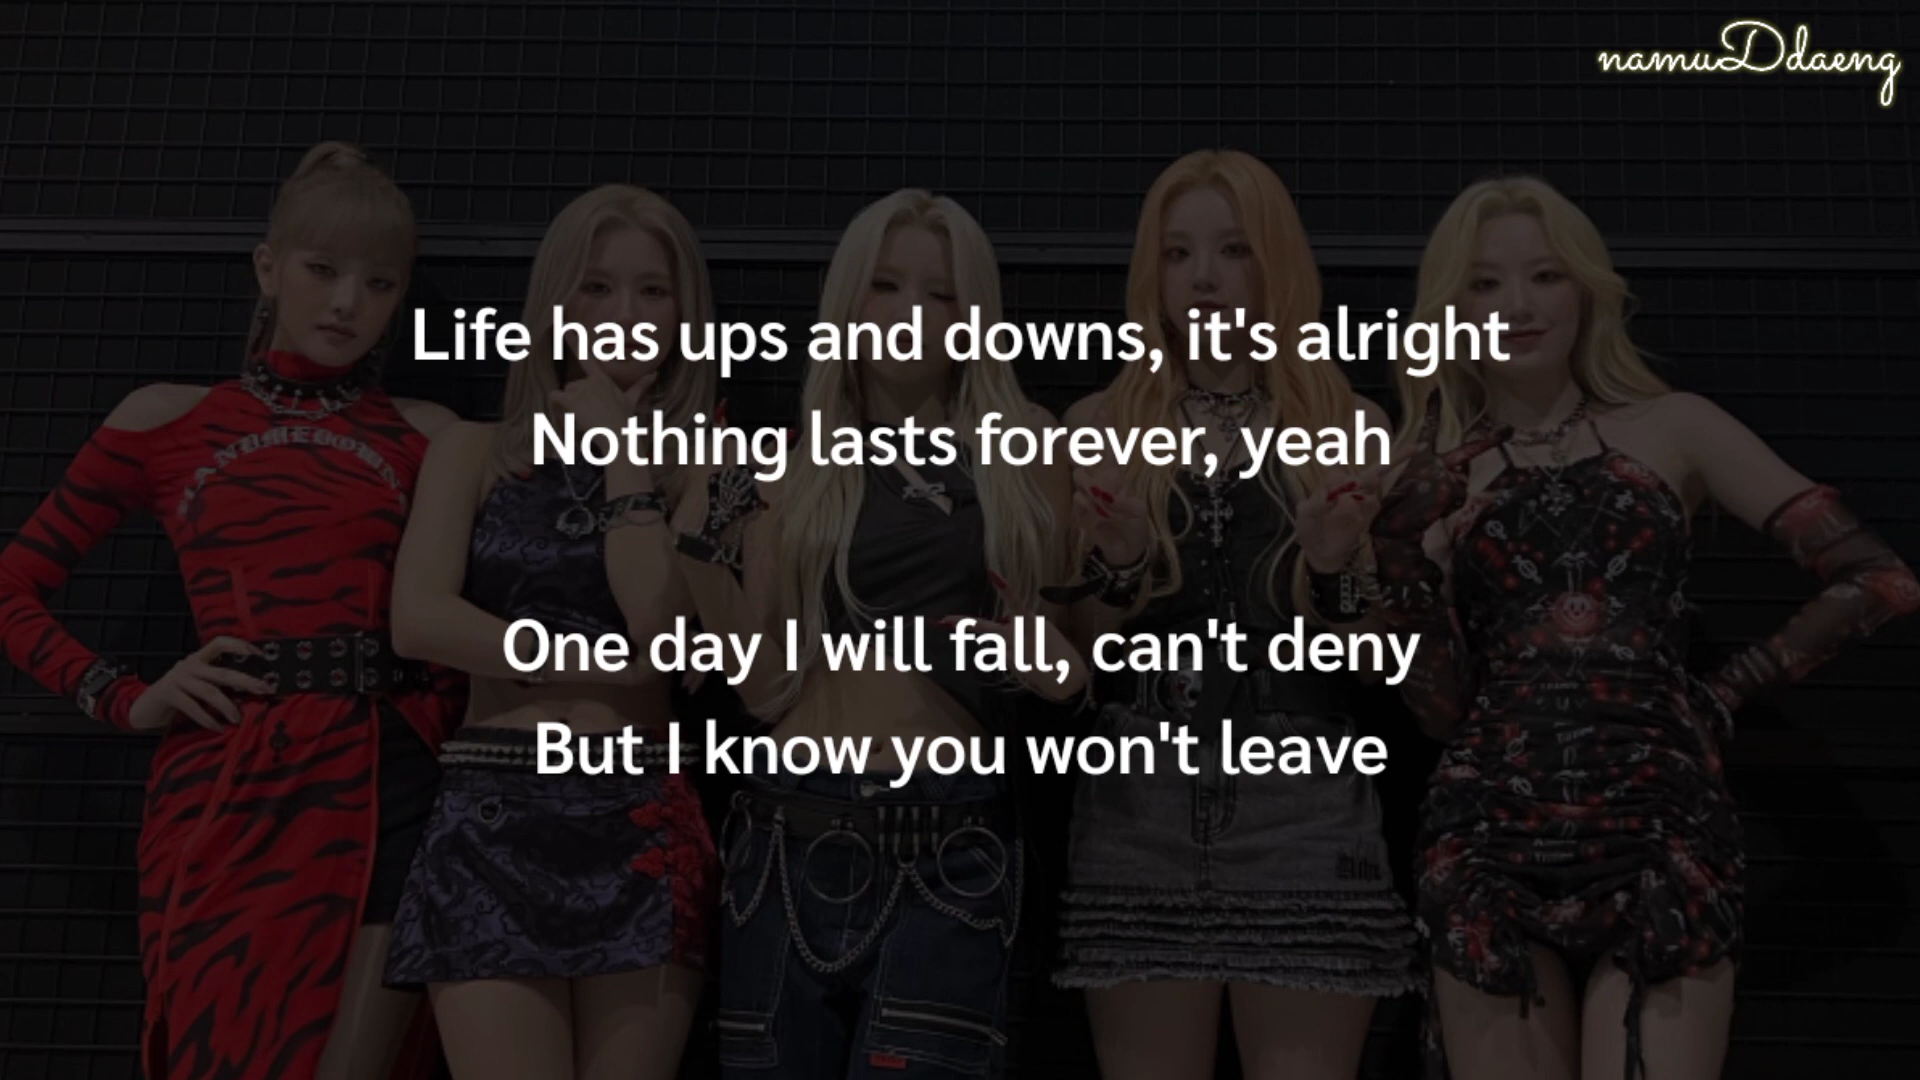 namuDdaeng
Life has ups and downs, it's alright
Nothing lasts forever, yeah
One day I will fall, can't deny
But I know you won't leave